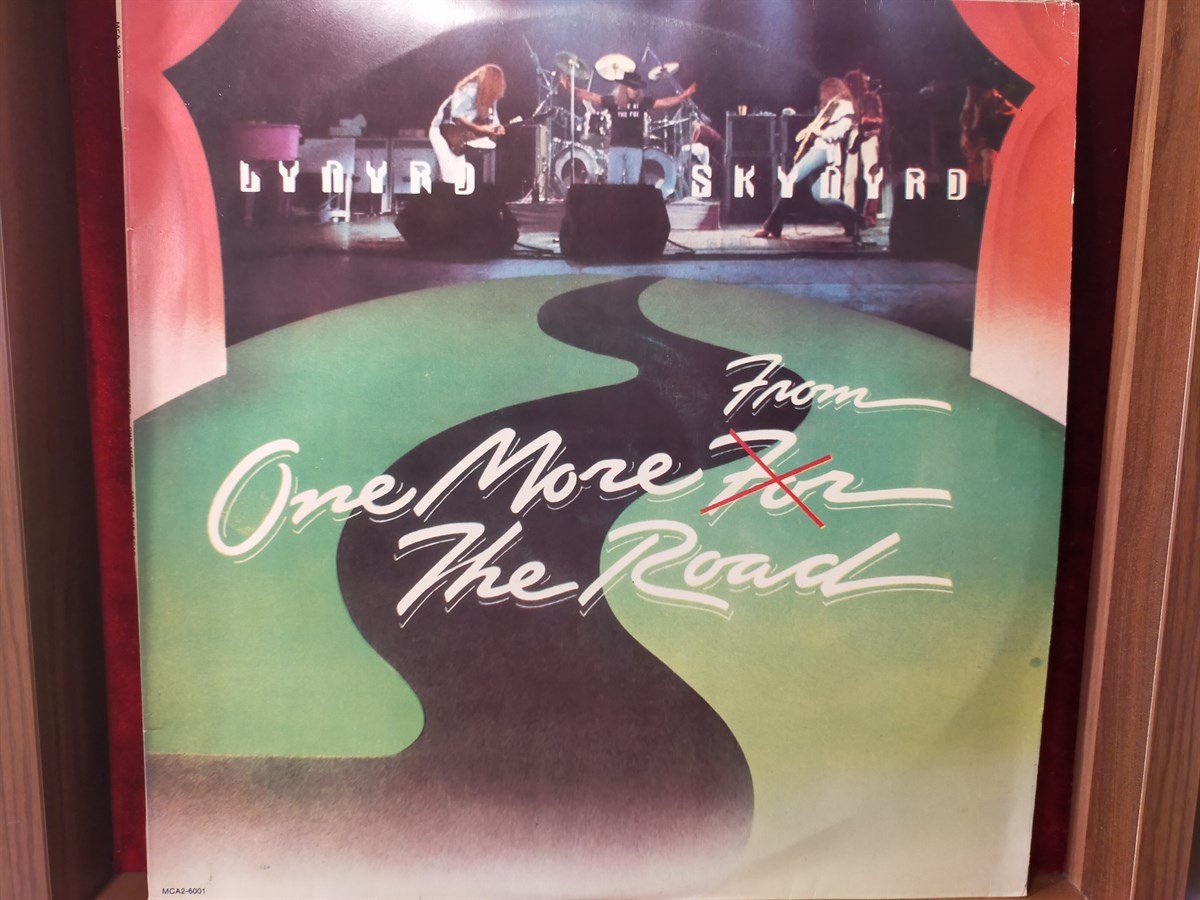 LYNYRD SKYNYRD
From
One More For
The Road
MCA2-6001